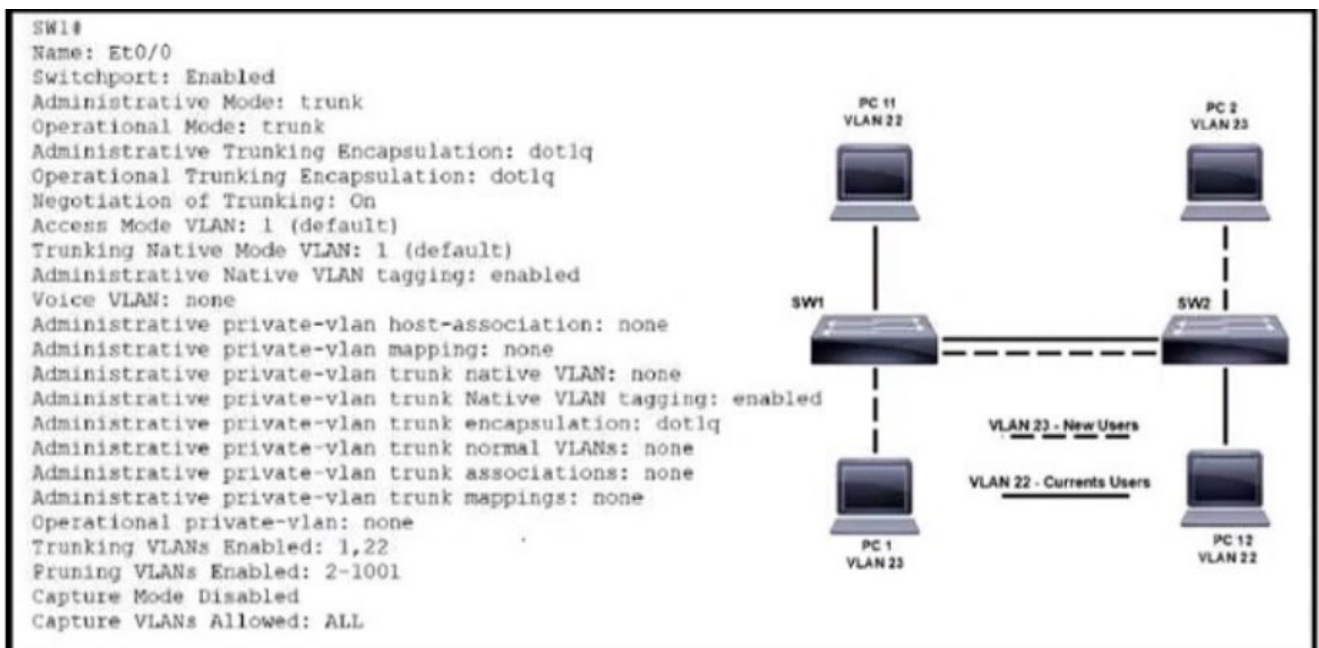 SW1#
Name: Et0/0
Switchport: Enabled
Administrative Mode: trunk
Operational Mode: trunk
Administrative Trunking Encapsulation: dot1q
Operational Trunking Encapsulation: dot1q
Negotiation of Trunking: On
Access Mode VLAN: 1 (default)
Trunking Native Mode VLAN: 1 (default)
Administrative Native VLAN tagging: enabled
Voice VLAN: none
Administrative private-vlan host-association: none
Administrative private-vlan mapping: none
Administrative private-vlan trunk native VLAN: none
Administrative private-vlan trunk Native VLAN tagging: enabled
Administrative private-vlan trunk encapsulation: dot1q
Administrative private-vlan trunk normal VLANs: none
Administrative private-vlan trunk associations: none
Administrative private-vlan trunk mappings: none
Operational private-vlan: none
Trunking VLANs Enabled: 1,22
Pruning VLANs Enabled: 2-1001
Capture Mode Disabled
Capture VLANs Allowed: ALL
PC 11
VLAN 22
PC 2
VLAN 23
SW1
SW2
VLAN 23 - New Users
VLAN 22 - Currents Users
PC 1
VLAN 23
PC 12
VLAN 22